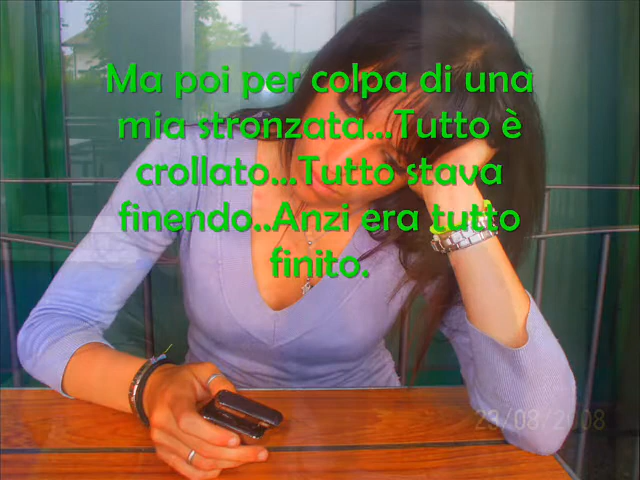 Ma poi per colpa di una
mia stronzata...Tutto è
crollato...Tutto stava
finendo..Anzi era tutto
finito.
23/08/2008